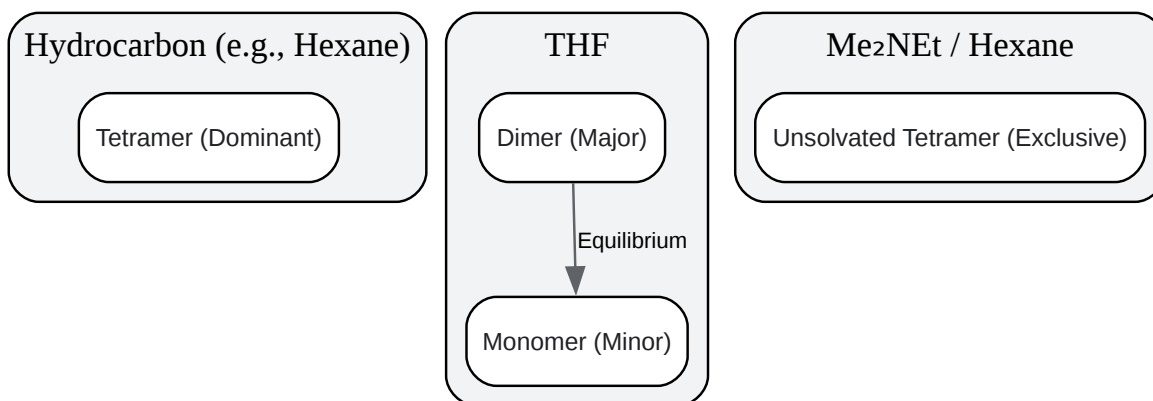 Hydrocarbon (e.g., Hexane)
Tetramer (Dominant)
THF
Dimer (Major)
Equilibrium
Monomer (Minor)
Me₂NEt / Hexane
Unsolvated Tetramer (Exclusive)